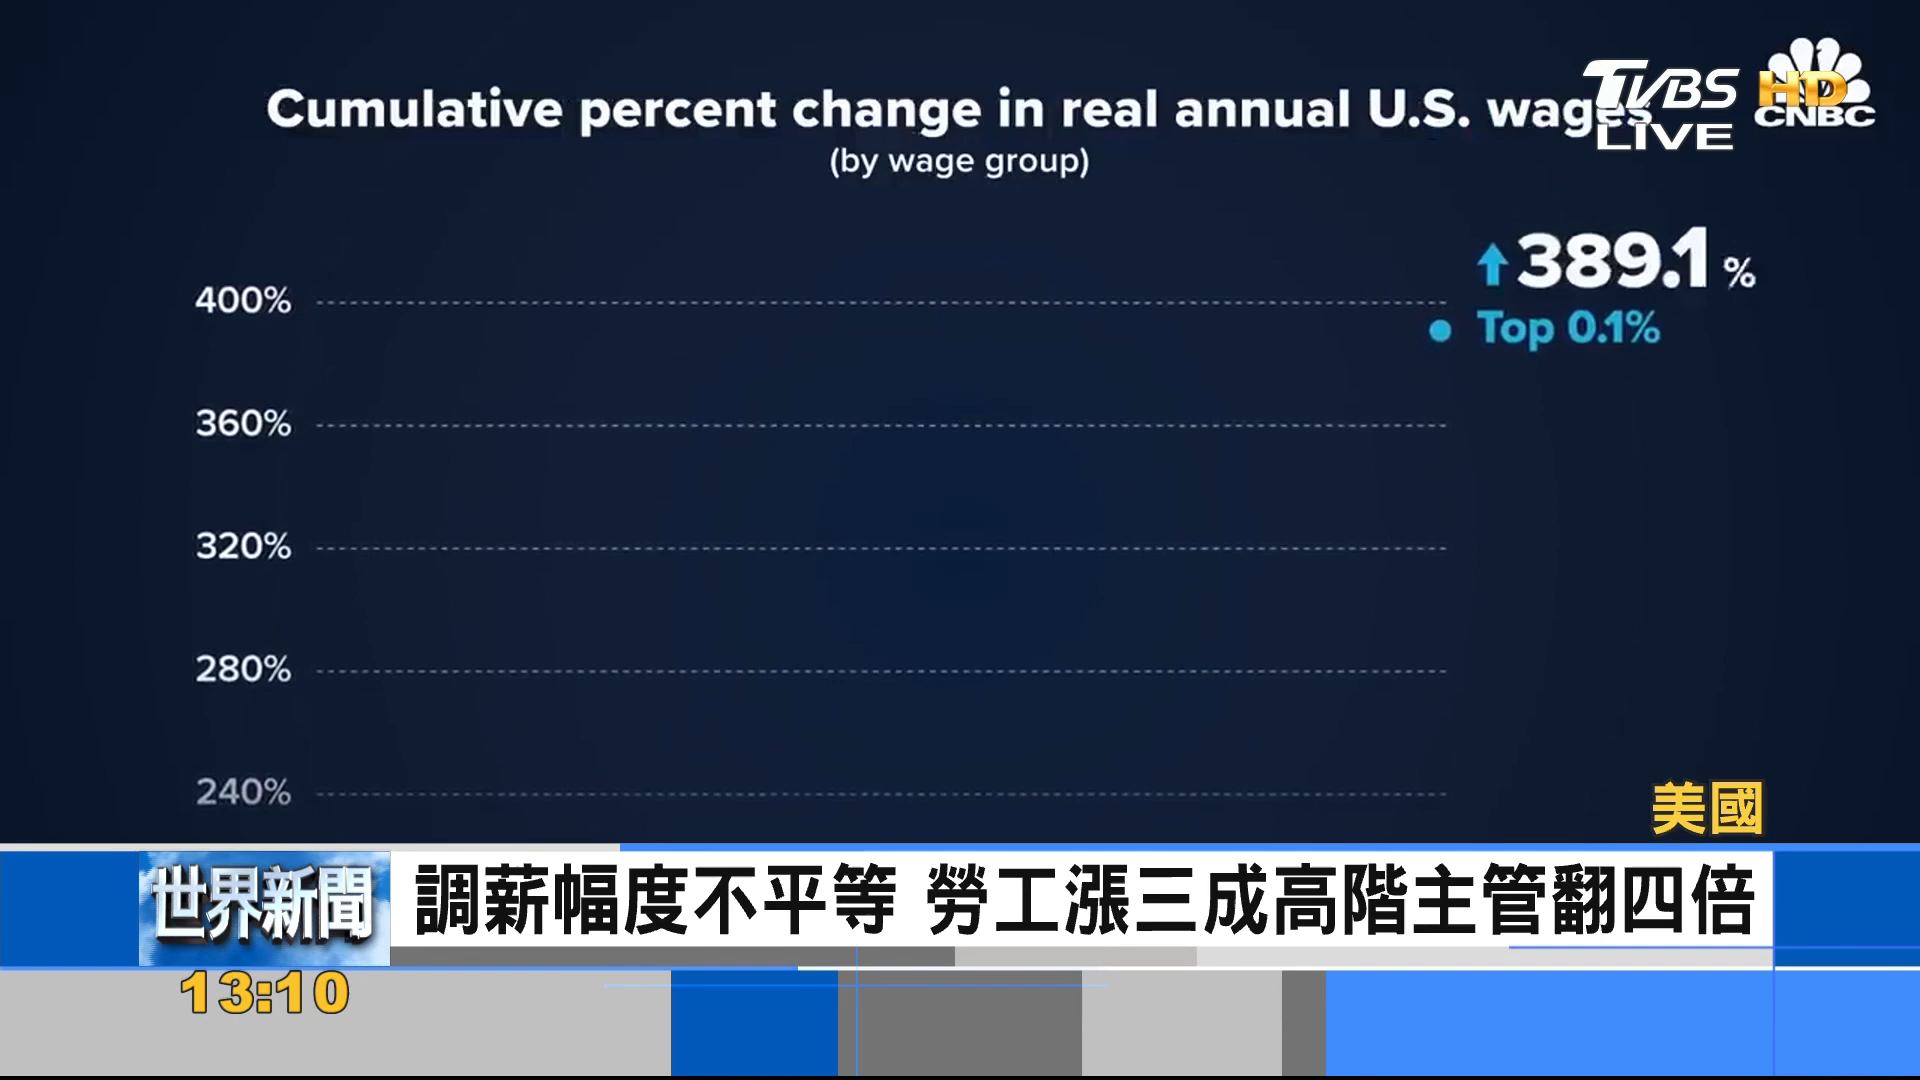 Cumulative percent change in real annual U.S. wages
(by wage group)
TVBS HD
LIVE
CNBC
389.1 %
Top 0.1%
400%
360%
320%
280%
240%
美國
世界新聞
調薪幅度不平等 勞工漲三成高階主管翻四倍
13:10